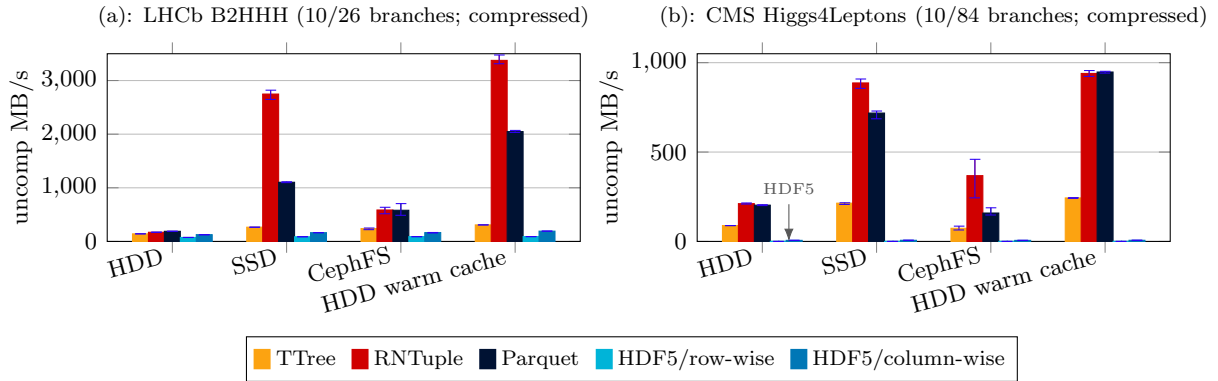 (a): LHCb B2HHH (10/26 branches; compressed)
uncomp MB/s
3,000
2,000
1,000
0
HDD
SSD
CephFS
HDD warm cache
(b): CMS Higgs4Leptons (10/84 branches; compressed)
uncomp MB/s
1,000
500
0
HDF5
HDD
SSD
CephFS
HDD warm cache
TTree RNTuple Parquet HDF5/row-wise HDF5/column-wise